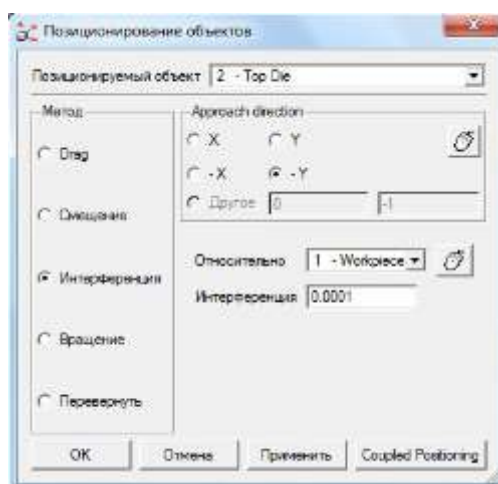 Позиционирование объектов
Позиционируемый объект 2 - Top Die
Метод
Drag
Смещение
Интерференция
Вращение
Перевернуть
Approach direction
X Y
-X -Y
Другое 0 -1
Относительно 1 - Workpiece
Интерференция 0.0001
OK Отмена Применить Coupled Positioning